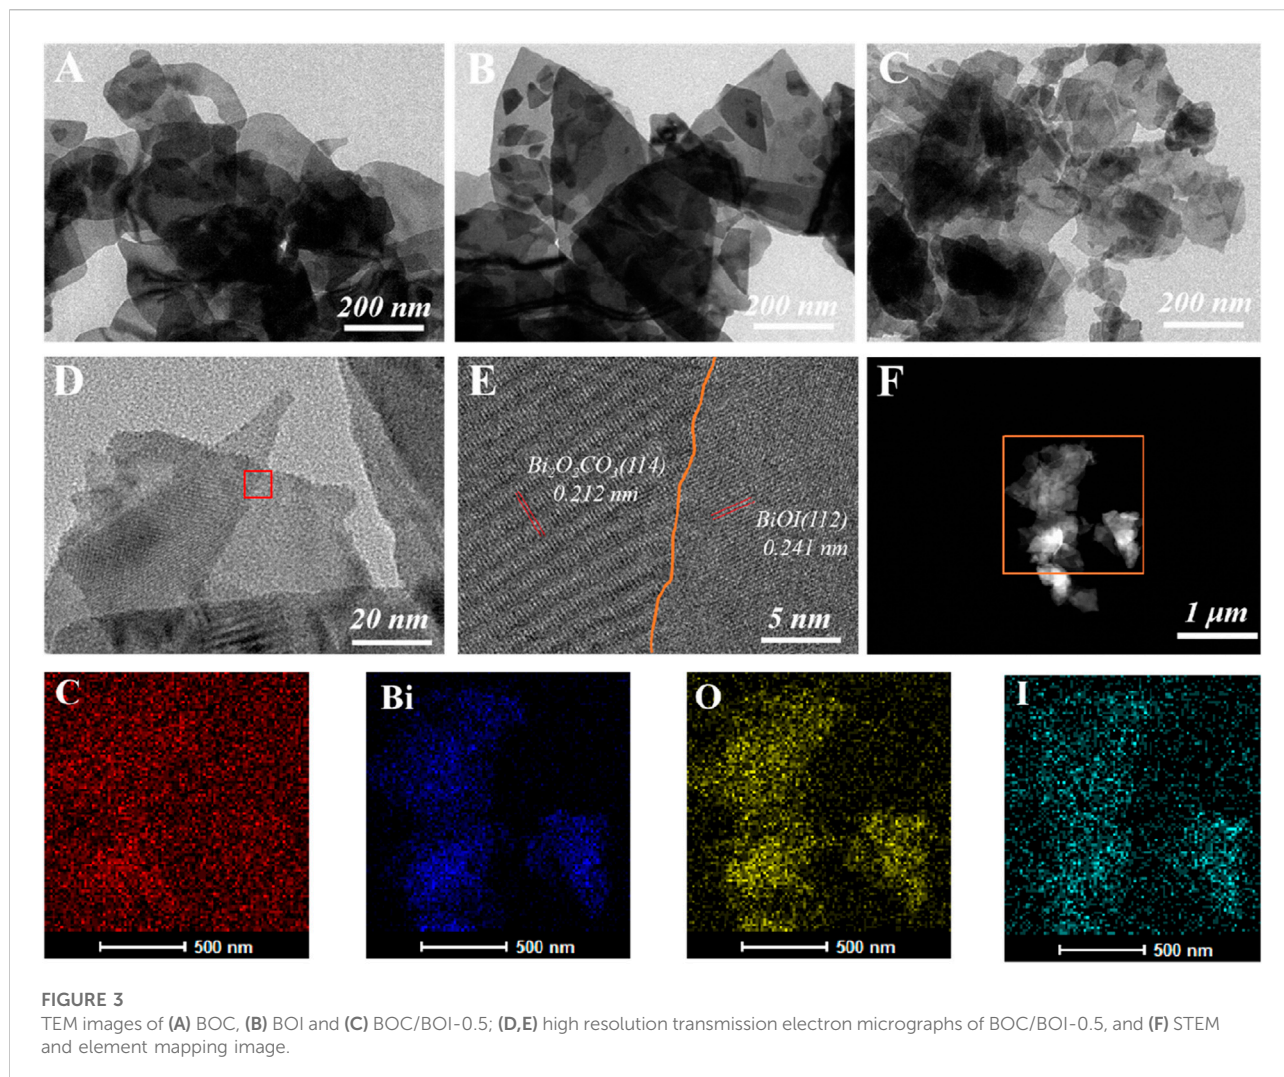 A
200 nm
B
200 nm
C
200 nm
D
20 nm
E
Bi₂O₂CO₃(114)
0.212 nm
BiOI(112)
0.241 nm
5 nm
F
1 μm
C
500 nm
Bi
500 nm
O
500 nm
I
500 nm
FIGURE 3
TEM images of (A) BOC, (B) BOI and (C) BOC/BOI-0.5; (D,E) high resolution transmission electron micrographs of BOC/BOI-0.5, and (F) STEM
and element mapping image.